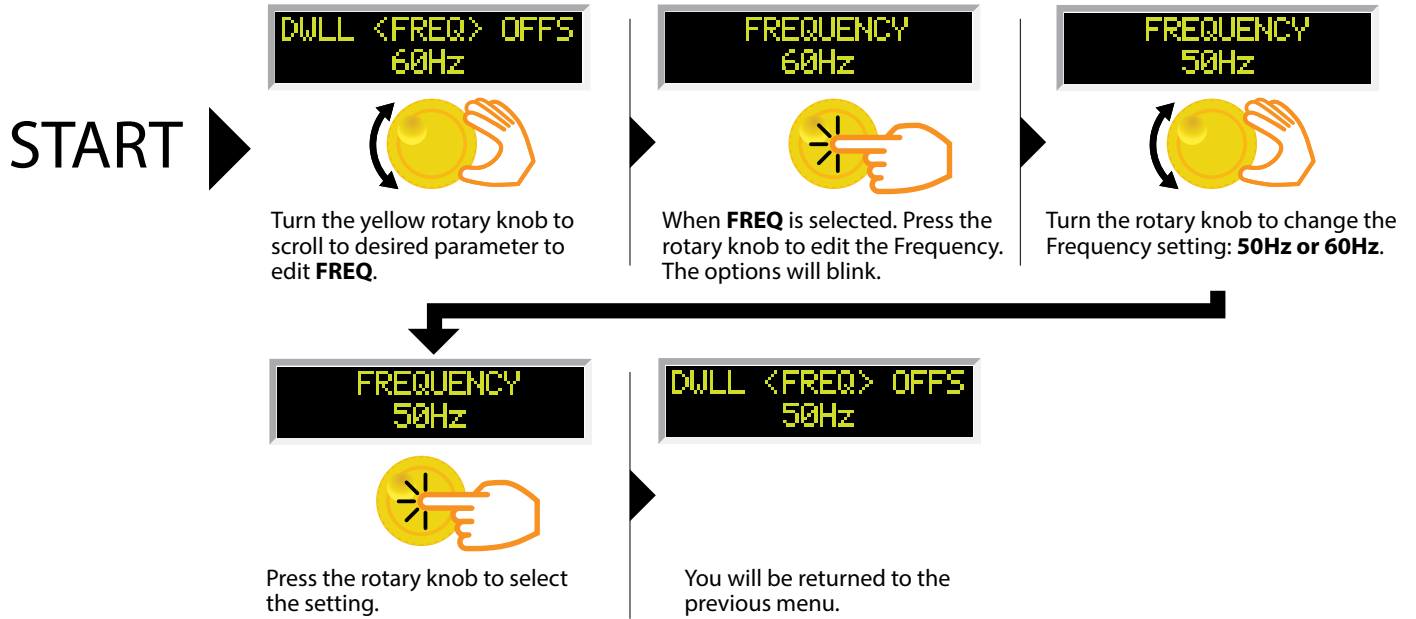 START
DWLL <FREQ> OFFS
60Hz
Turn the yellow rotary knob to
scroll to desired parameter to
edit FREQ.
FREQUENCY
60Hz
When FREQ is selected. Press the
rotary knob to edit the Frequency.
The options will blink.
FREQUENCY
50Hz
Turn the rotary knob to change the
Frequency setting: 50Hz or 60Hz.
FREQUENCY
50Hz
Press the rotary knob to select
the setting.
DWLL <FREQ> OFFS
50Hz
You will be returned to the
previous menu.